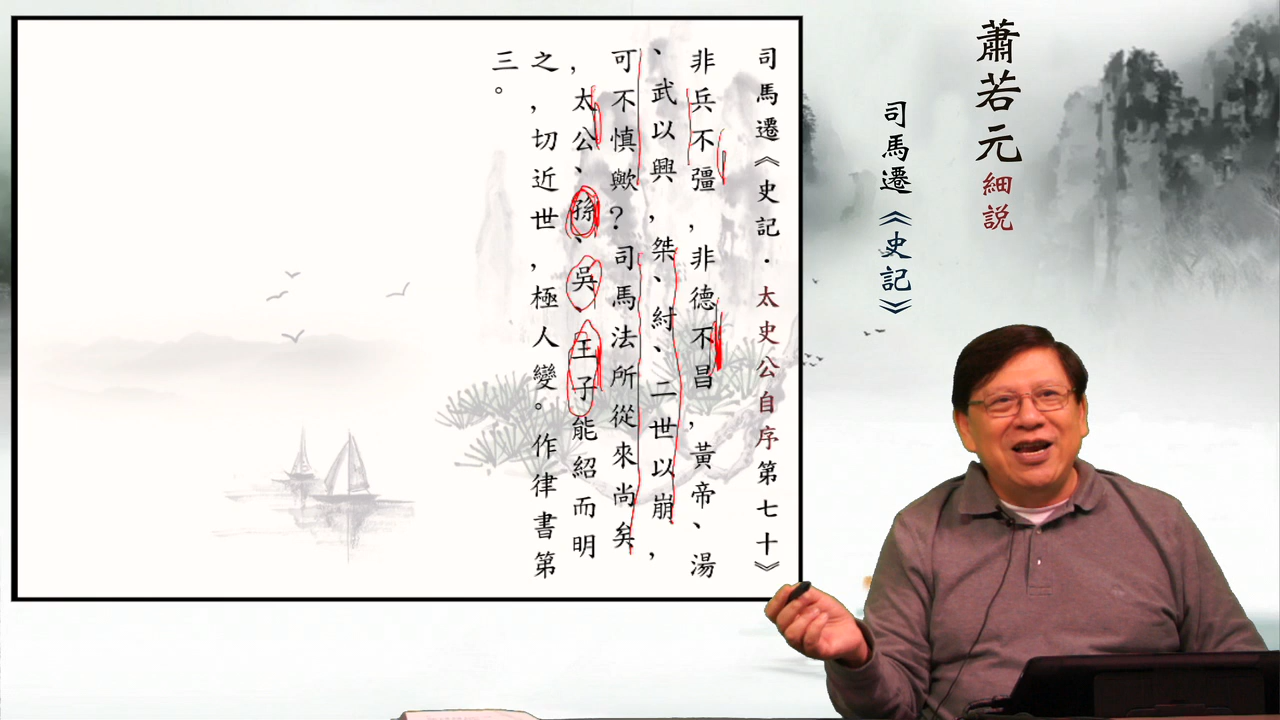 蕭若元細説
司馬遷《史記》
司馬遷《史記·太史公自序第七十》
非兵不彊，非德不昌，黃帝、湯
、武以興，桀、紂、二世以崩，
可不慎歟？司馬法所從來尚矣
，太公、孫、吳、王子能紹而明
之，切近世，極人變。作律書第
三。